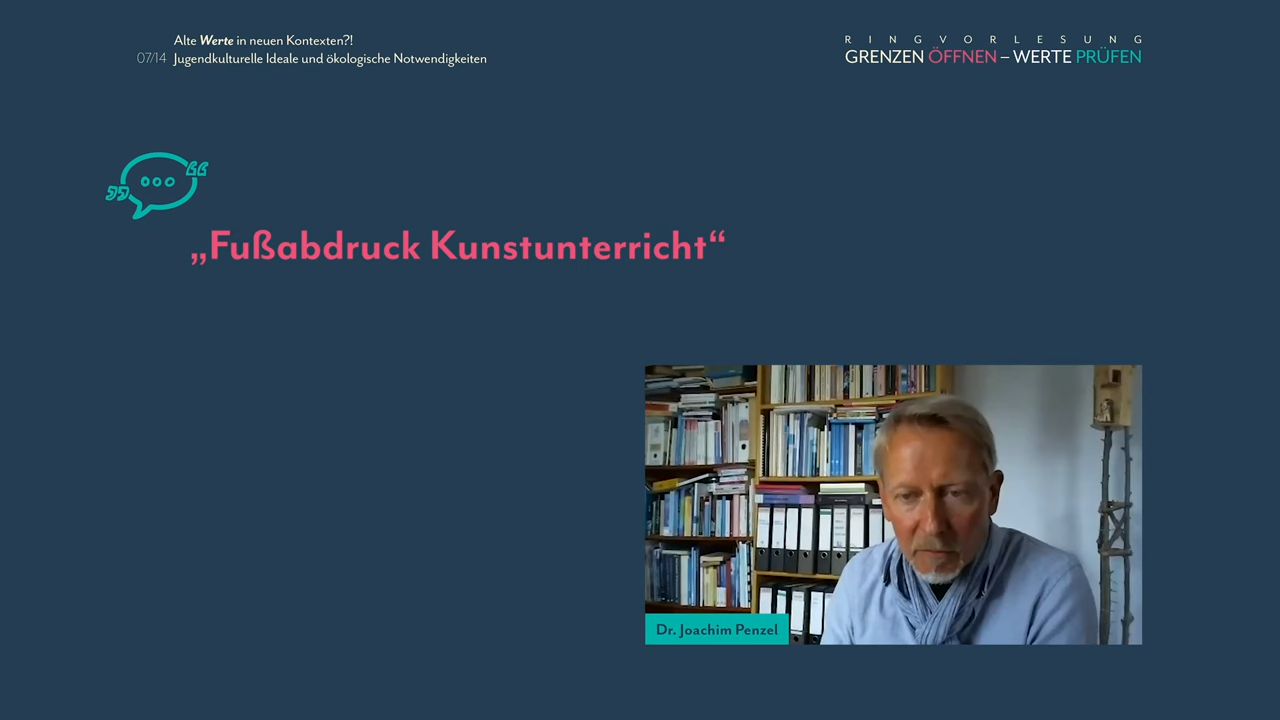 Alte Werte in neuen Kontexten?!
07/14 Jugendkulturelle Ideale und ökologische Notwendigkeiten
RINGVORLESUNG
GRENZEN ÖFFNEN – WERTE PRÜFEN
„Fußabdruck Kunstunterricht“
Dr. Joachim Penzel